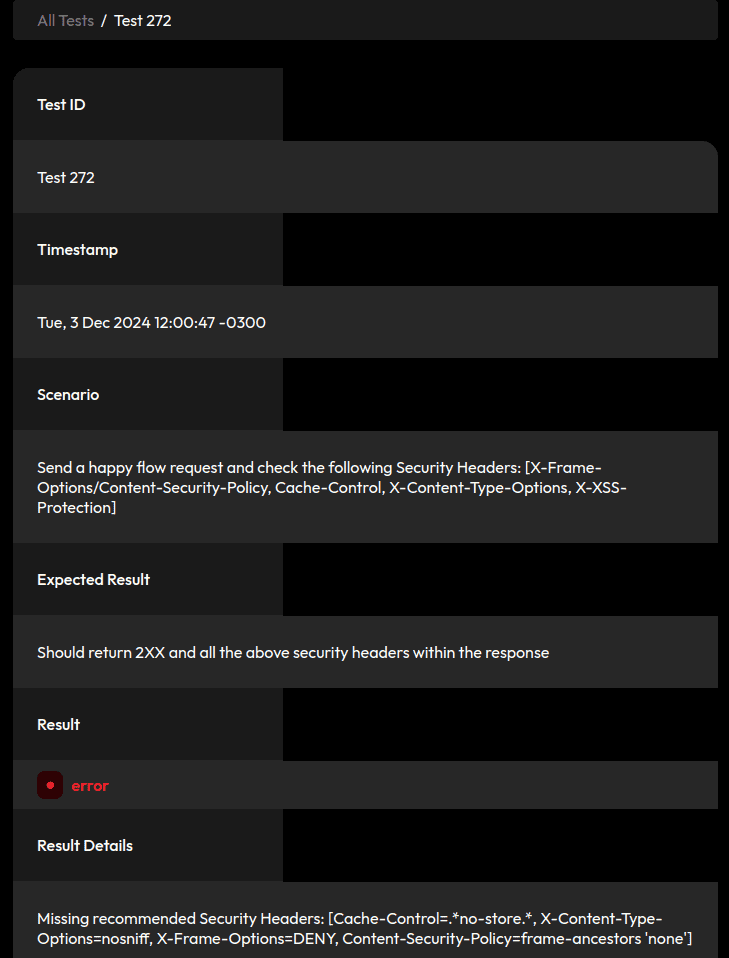 All Tests / Test 272
Test ID
Test 272
Timestamp
Tue, 3 Dec 2024 12:00:47 -0300
Scenario
Send a happy flow request and check the following Security Headers: [X-Frame-
Options/Content-Security-Policy, Cache-Control, X-Content-Type-Options, X-XSS-
Protection]
Expected Result
Should return 2XX and all the above security headers within the response
Result
error
Result Details
Missing recommended Security Headers: [Cache-Control=.*no-store.*, X-Content-Type-
Options=nosniff, X-Frame-Options=DENY, Content-Security-Policy=frame-ancestors 'none']